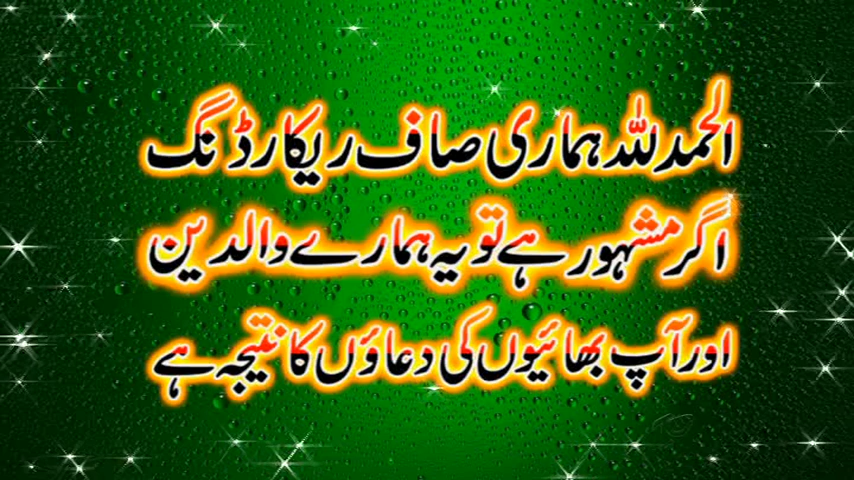 الحمدللہ ہماری صاف ریکارڈنگ
اگر مشہور ہے تو یہ ہمارے والدین
اور آپ بھائیوں کی دعاؤں کا نتیجہ ہے